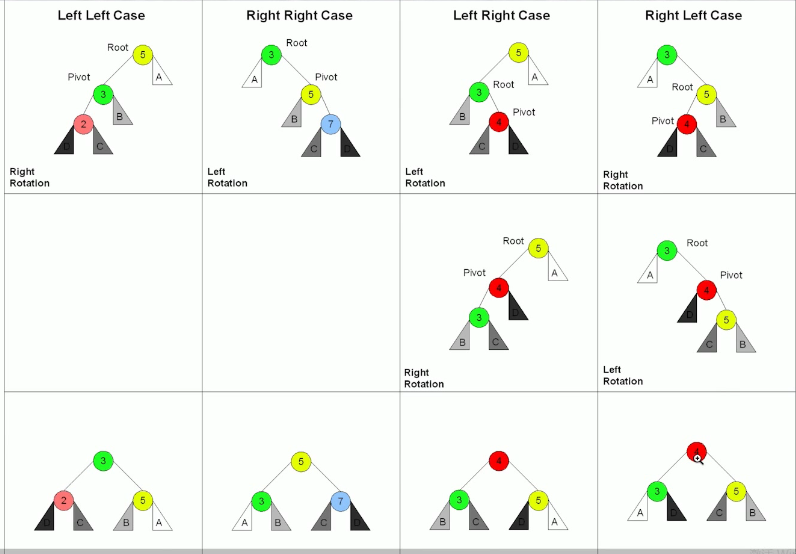 Left Left Case
Right Right Case
Left Right Case
Right Left Case
Root
5
A
Pivot
3
B
2
D
C
Right
Rotation
3
Root
A
Pivot
5
B
7
C
D
Left
Rotation
5
A
3
Root
B
Pivot
4
C
D
Left
Rotation
3
A
Root
5
B
Pivot
4
D
C
Right
Rotation
Root
5
A
Pivot
4
D
3
B
C
Right
Rotation
3
Root
A
Pivot
4
D
5
C
B
Left
Rotation
3
2
5
D
C
B
A
5
3
7
A
B
C
D
4
3
5
B
C
D
A
3
5
A
D
C
B